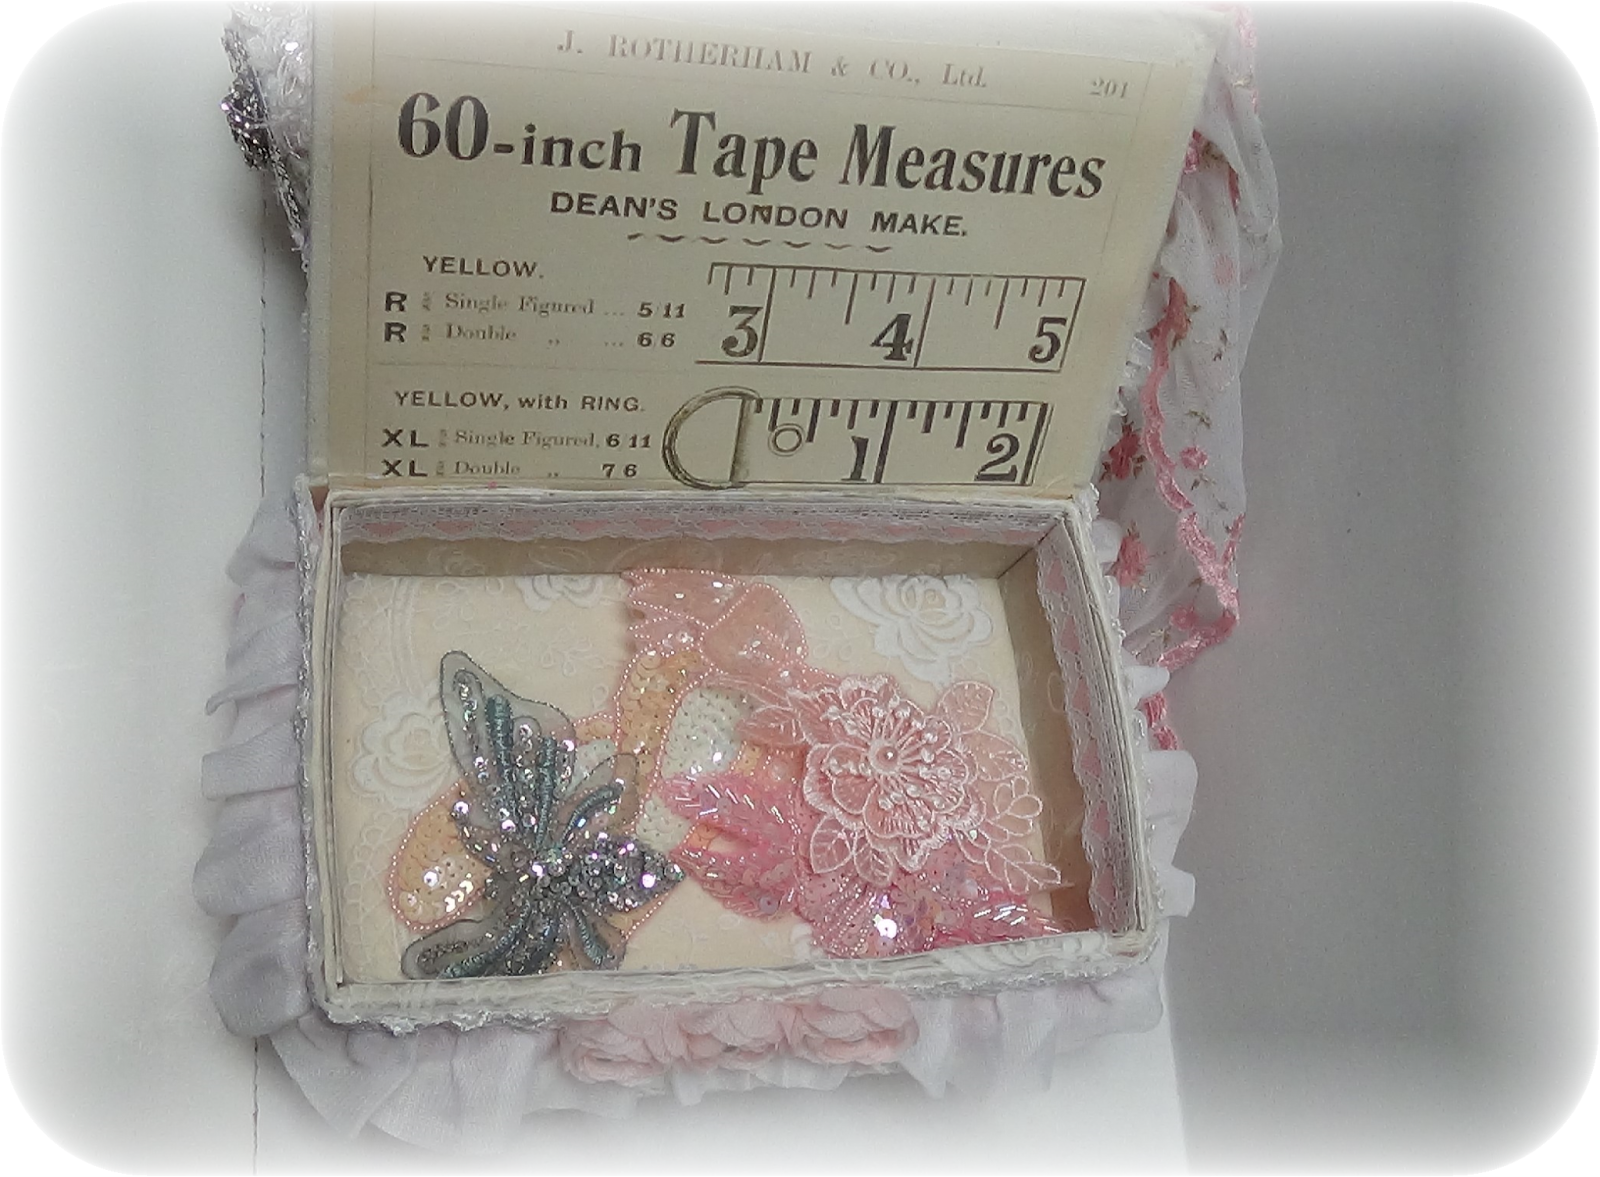 J. ROTHERHAM & CO., Ltd. 201
60-inch Tape Measures
DEAN'S LONDON MAKE.
YELLOW.
R Single Figured ... 5/11
R Double ,, ... 6/6
3 4 5
YELLOW, with RING.
XL Single Figured, 6/11
XL Double ,, 7/6
1 2